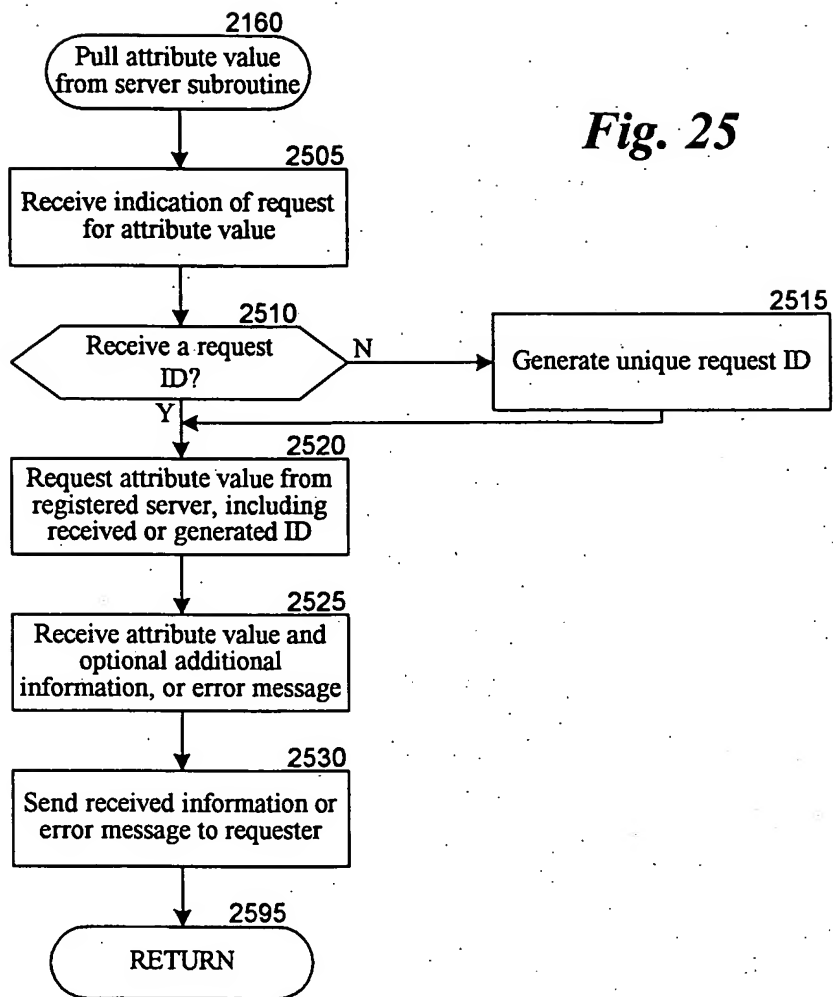 2160
Pull attribute value
from server subroutine
Fig. 25
2505
Receive indication of request
for attribute value
2510
Receive a request
ID?
N
2515
Generate unique request ID
Y
2520
Request attribute value from
registered server, including
received or generated ID
2525
Receive attribute value and
optional additional
information, or error message
2530
Send received information or
error message to requester
2595
RETURN